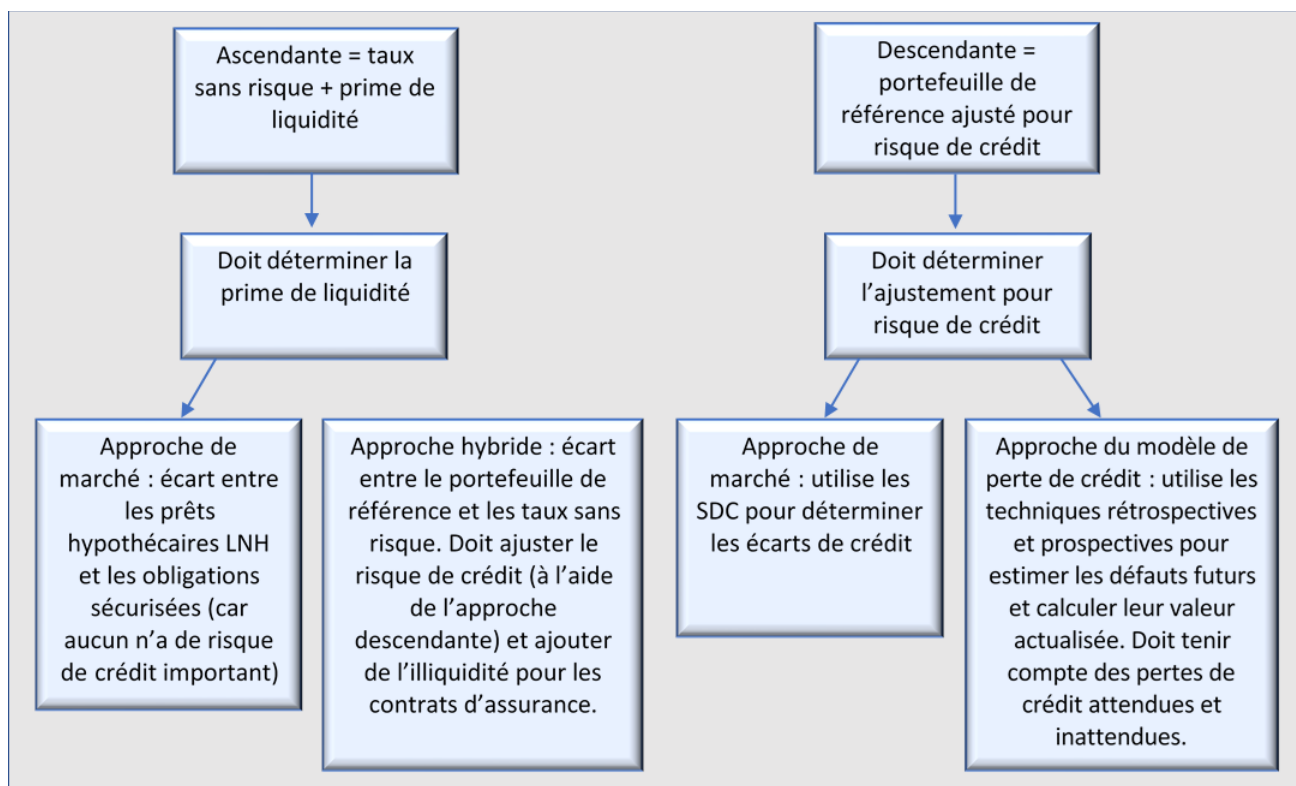 Ascendante = taux
sans risque + prime de
liquidité
Descendante =
portefeuille de
référence ajusté pour
risque de crédit
Doit déterminer la
prime de liquidité
Doit déterminer
l'ajustement pour
risque de crédit
Approche de
marché : écart entre
les prêts
hypothécaires LNH
et les obligations
sécurisées (car
aucun n'a de risque
de crédit important)
Approche hybride : écart
entre le portefeuille de
référence et les taux sans
risque. Doit ajuster le
risque de crédit (à l'aide
de l'approche
descendante) et ajouter
de l'illiquidité pour les
contrats d'assurance.
Approche de
marché : utilise les
SDC pour déterminer
les écarts de crédit
Approche du modèle de
perte de crédit : utilise les
techniques rétrospectives
et prospectives pour
estimer les défauts futurs
et calculer leur valeur
actualisée. Doit tenir
compte des pertes de
crédit attendues et
inattendues.